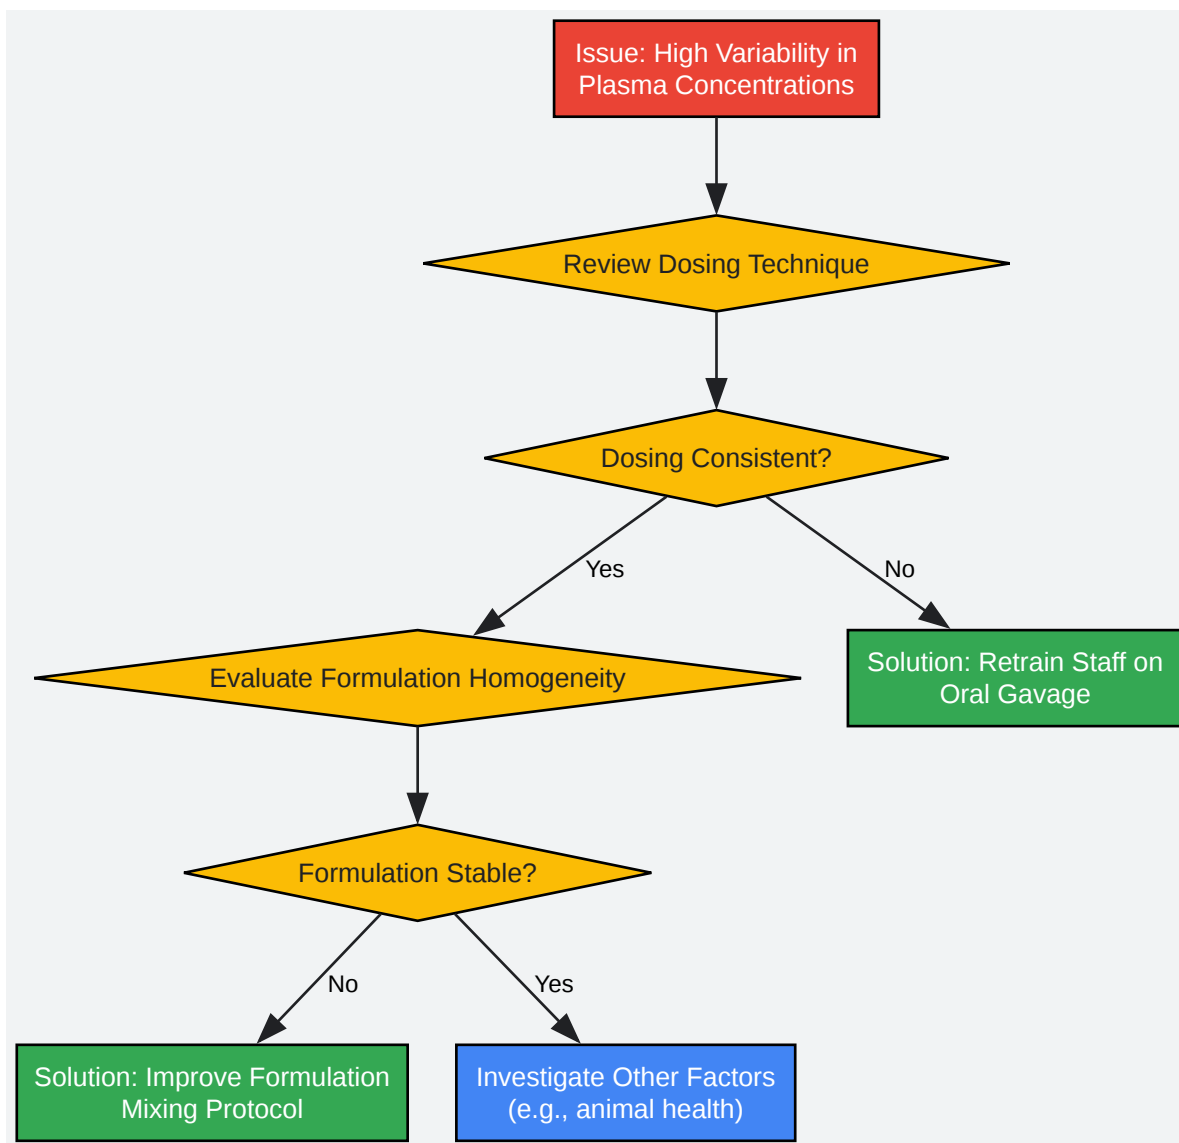 Issue: High Variability in
Plasma Concentrations
Review Dosing Technique
Dosing Consistent?
Yes
No
Evaluate Formulation Homogeneity
Solution: Retrain Staff on
Oral Gavage
Formulation Stable?
No
Yes
Solution: Improve Formulation
Mixing Protocol
Investigate Other Factors
(e.g., animal health)